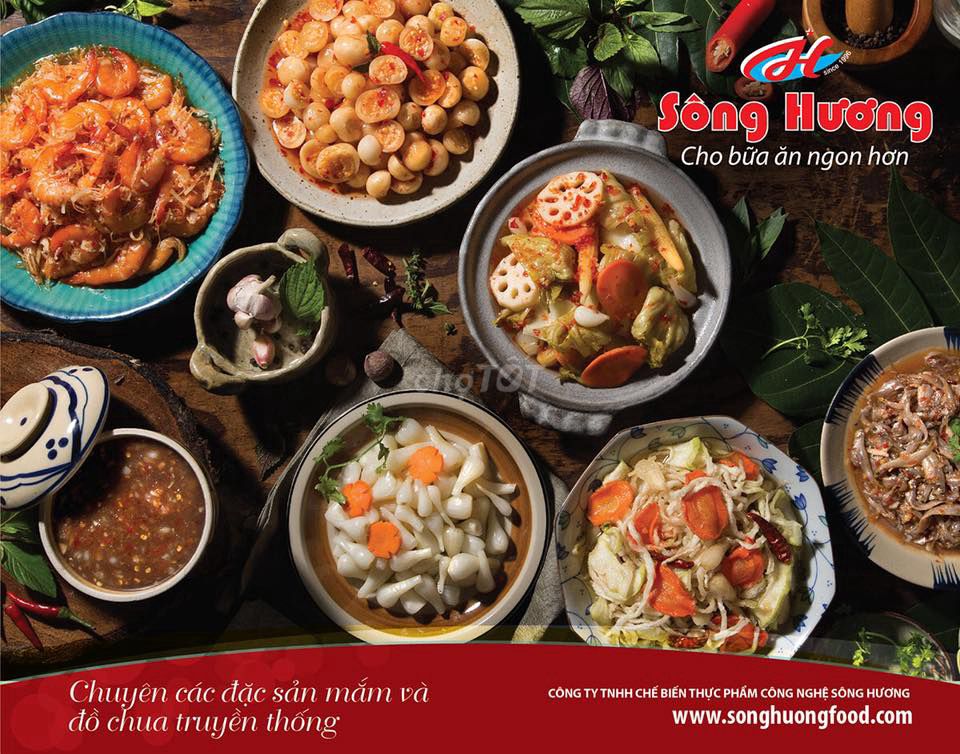 since 1996
Sông Hương
Cho bữa ăn ngon hơn
choTỐT
Chuyên các đặc sản mắm và
đồ chua truyền thống
CÔNG TY TNHH CHẾ BIẾN THỰC PHẨM CÔNG NGHỆ SÔNG HƯƠNG
www.songhuongfood.com